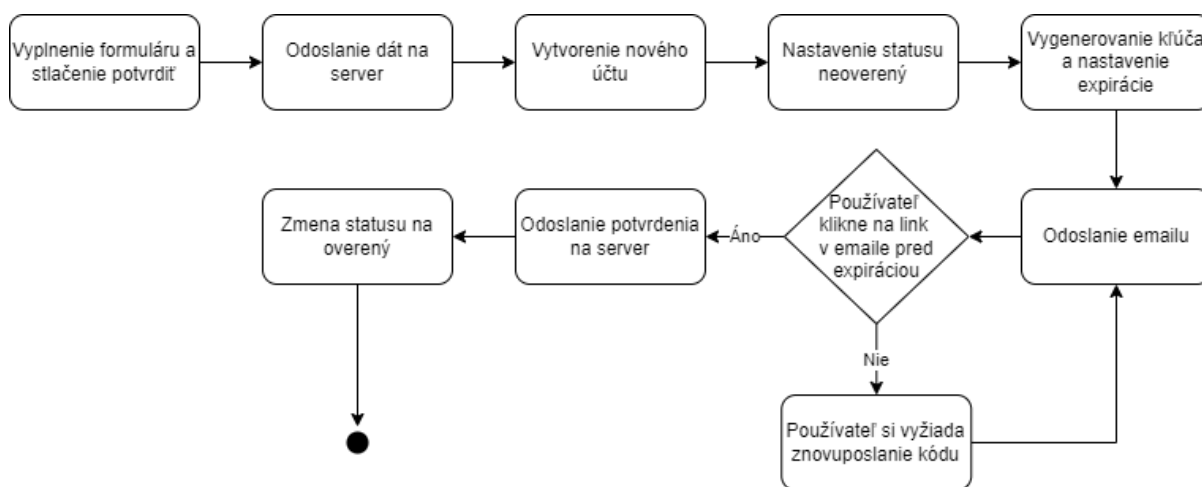 Vyplnenie formuláru a
stlačenie potvrdiť
Odoslanie dát na
server
Vytvorenie nového
účtu
Nastavenie statusu
neoverený
Vygenerovanie kľúča
a nastavenie
expirácie
Odoslanie emailu
Používateľ
klikne na link
v emaile pred
expiráciou
Áno
Odoslanie potvrdenia
na server
Zmena statusu na
overený
Nie
Používateľ si vyžiada
znovuposlanie kódu